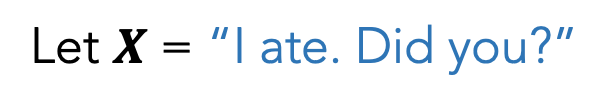 Let X = “I ate. Did you?”